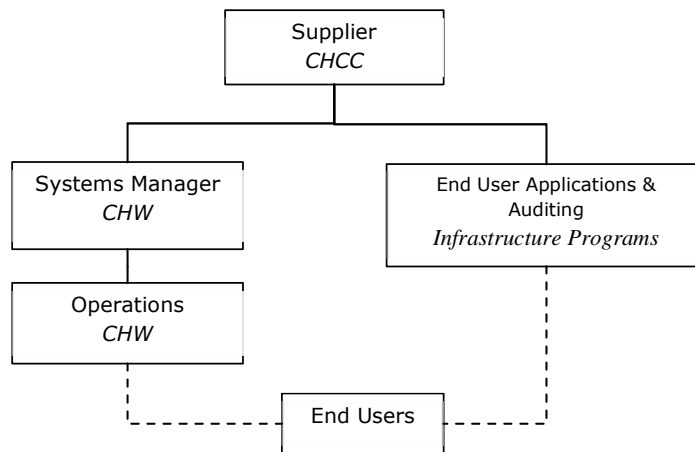 Supplier
CHCC
Systems Manager
CHW
End User Applications &
Auditing
Infrastructure Programs
Operations
CHW
End Users